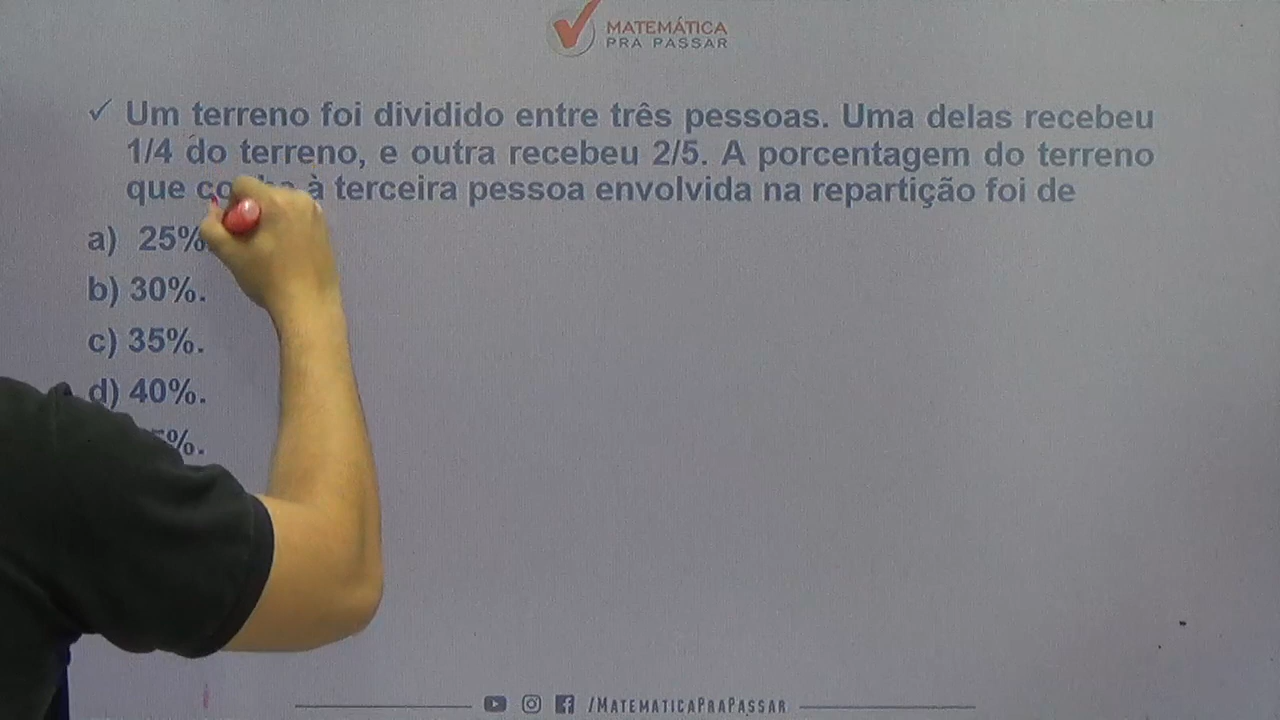 MATEMÁTICA
PRA PASSAR
✓ Um terreno foi dividido entre três pessoas. Uma delas recebeu
1/4 do terreno, e outra recebeu 2/5. A porcentagem do terreno
que à terceira pessoa envolvida na repartição foi de
a) 25%
b) 30%.
c) 35%.
d) 40%.
/MATEMATICAPRAPASSAR